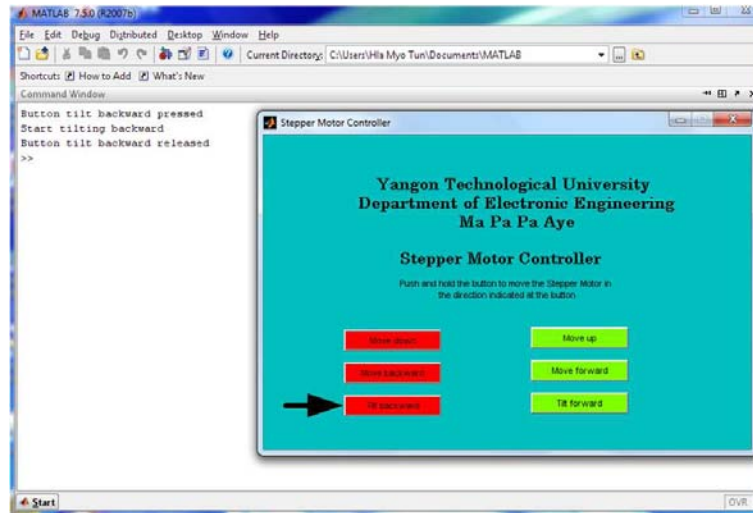 MATLAB 7.5.0 (R2007b)
File Edit Debug Distributed Desktop Window Help
Current Directory: C:\Users\Hla Myo Tun\Documents\MATLAB
Shortcuts How to Add What's New
Command Window
Button tilt backward pressed
Start tilting backward
Button tilt backward released
>>
Stepper Motor Controller
Yangon Technological University
Department of Electronic Engineering
Ma Pa Pa Aye
Stepper Motor Controller
Push and hold the button to move the Stepper Motor in
the direction indicated at the button
Move down
Move up
Move backward
Move forward
Tilt backward
Tilt forward
Start
OVR